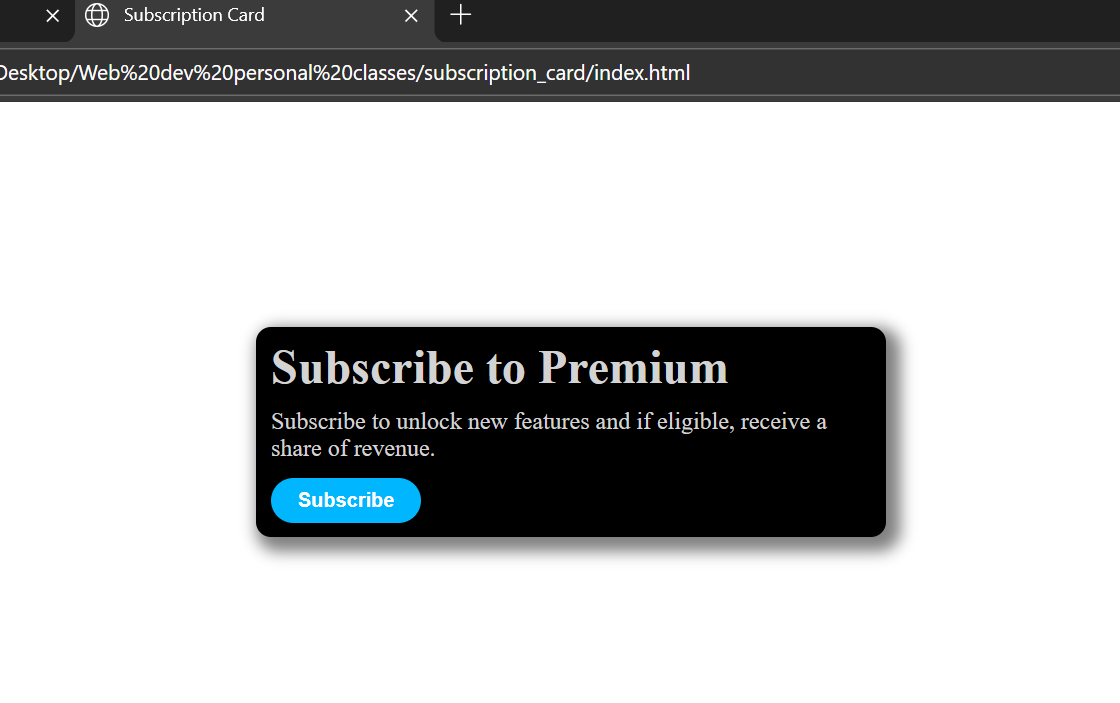 Subscription Card
Desktop/Web%20dev%20personal%20classes/subscription_card/index.html
Subscribe to Premium
Subscribe to unlock new features and if eligible, receive a
share of revenue.
Subscribe